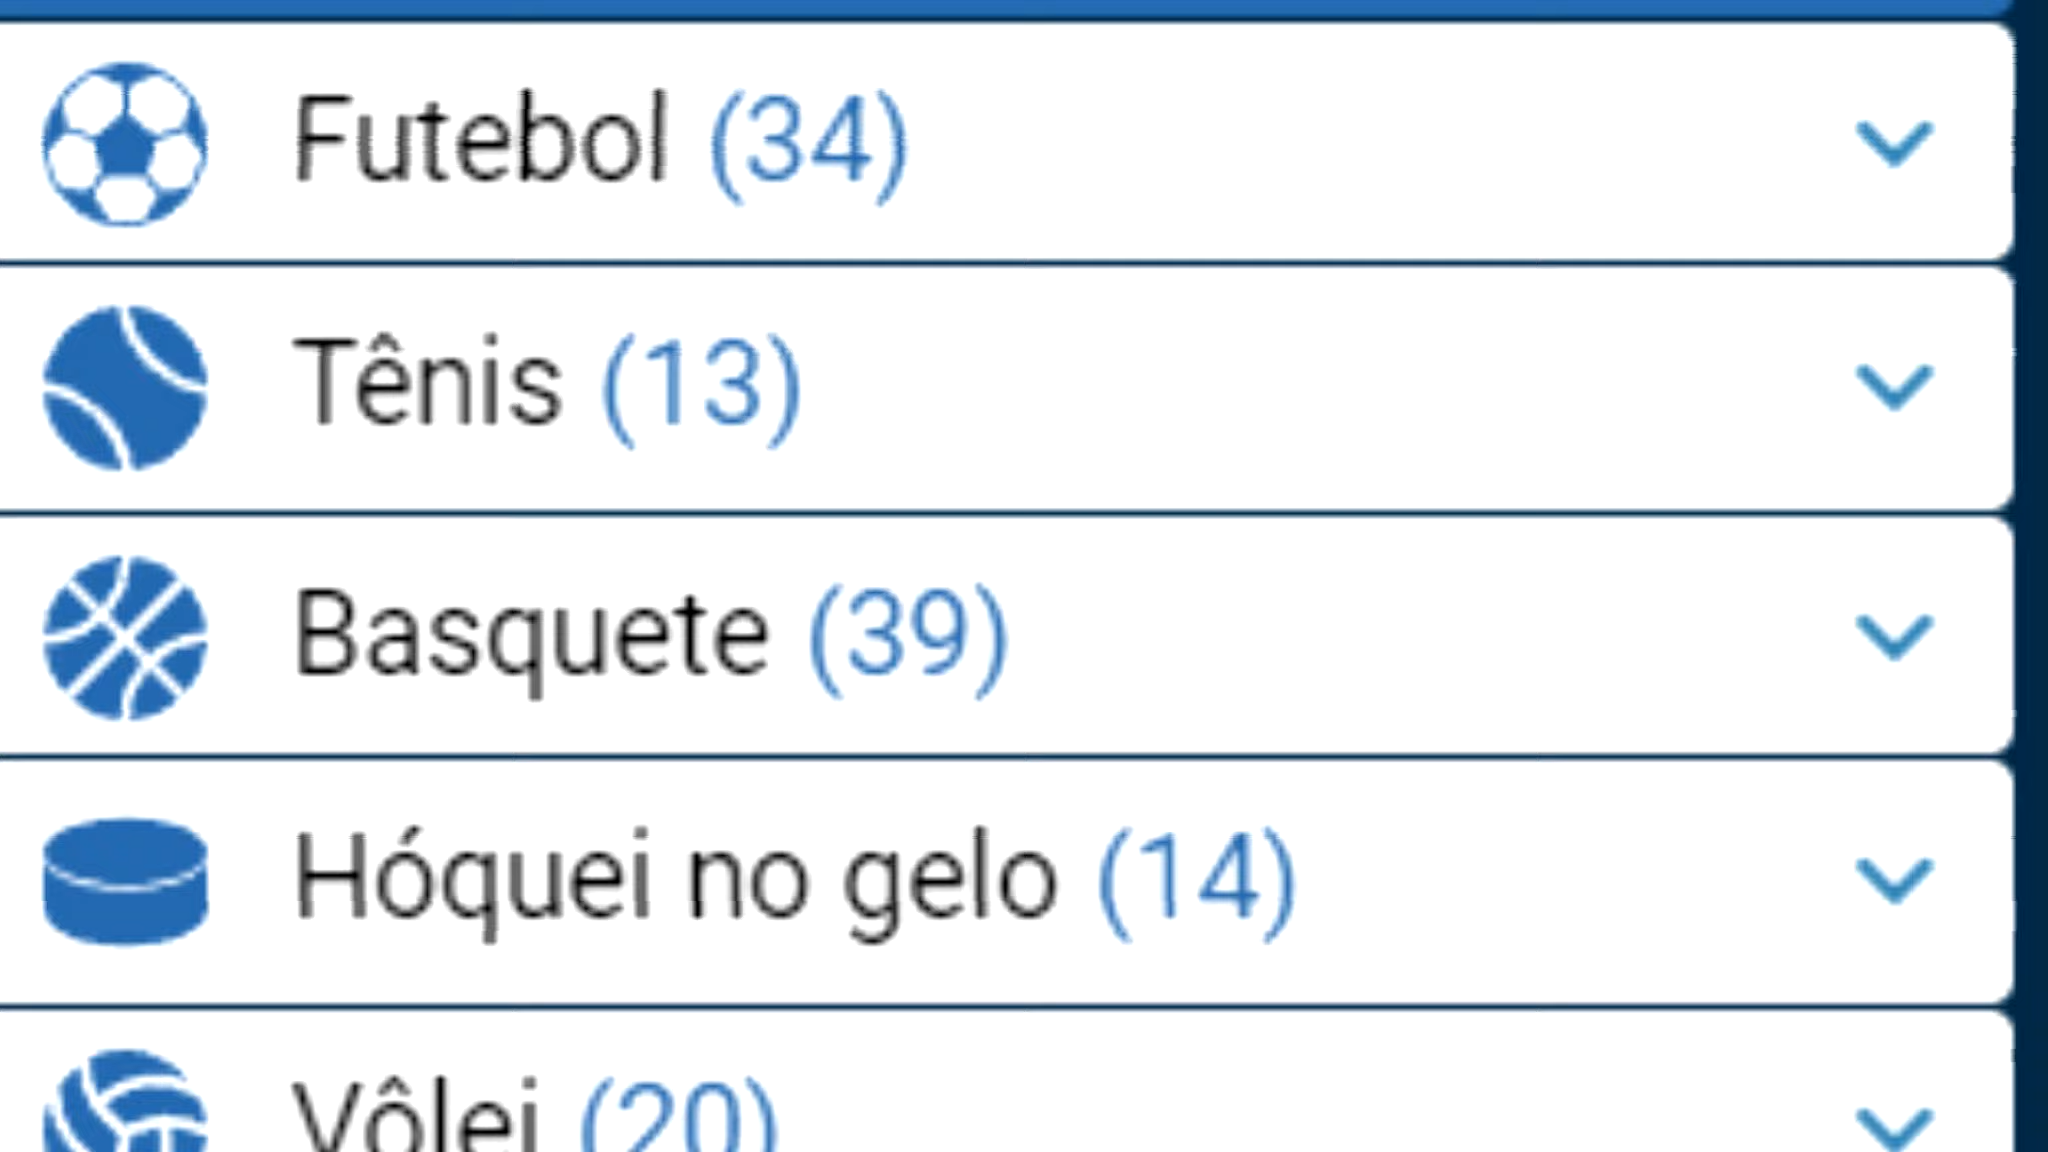 Futebol (34)
Tênis (13)
Basquete (39)
Hóquei no gelo (14)
Vôlei (20)